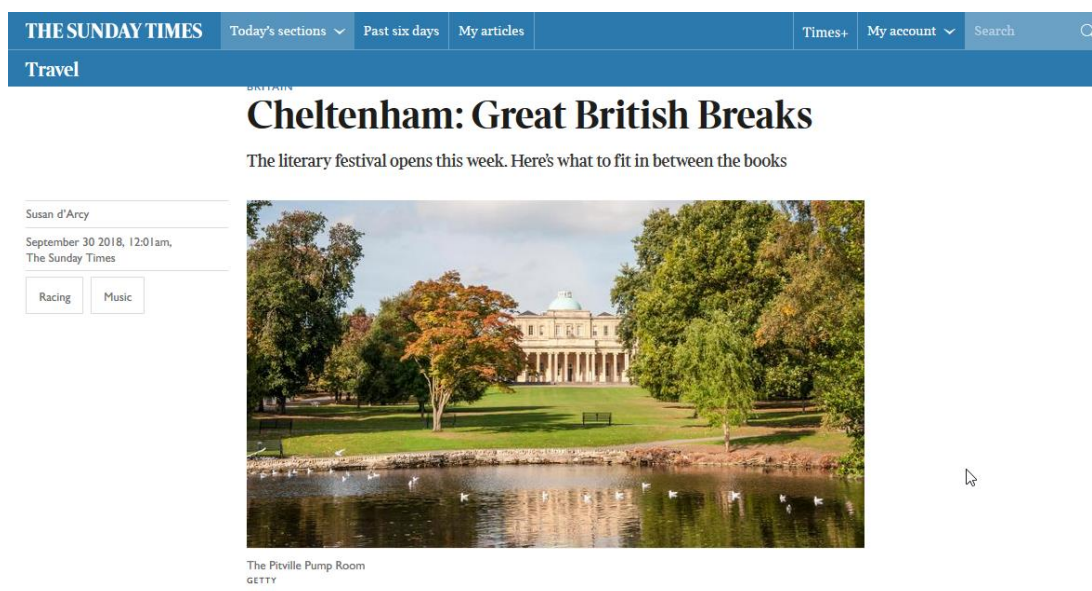 THE SUNDAY TIMES Today's sections Past six days My articles Times+ My account Search
Travel
BRITAIN
Cheltenham: Great British Breaks
The literary festival opens this week. Here's what to fit in between the books
Susan d'Arcy
September 30 2018, 12:01am,
The Sunday Times
Racing Music
The Pitville Pump Room
GETTY